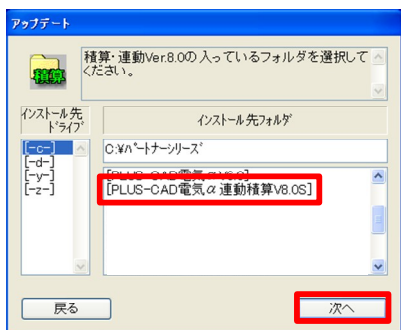 アップデート
積算・連動Ver.8.0の入っているフォルダを選択して
ください。
積算
インストール先
ドライブ
インストール先フォルダ
[-c-]
[-d-]
[-y-]
[-z-]
C:¥パートナーシリーズ
[PLUS-CAD電気α連動積算V8.0S]
戻る
次へ